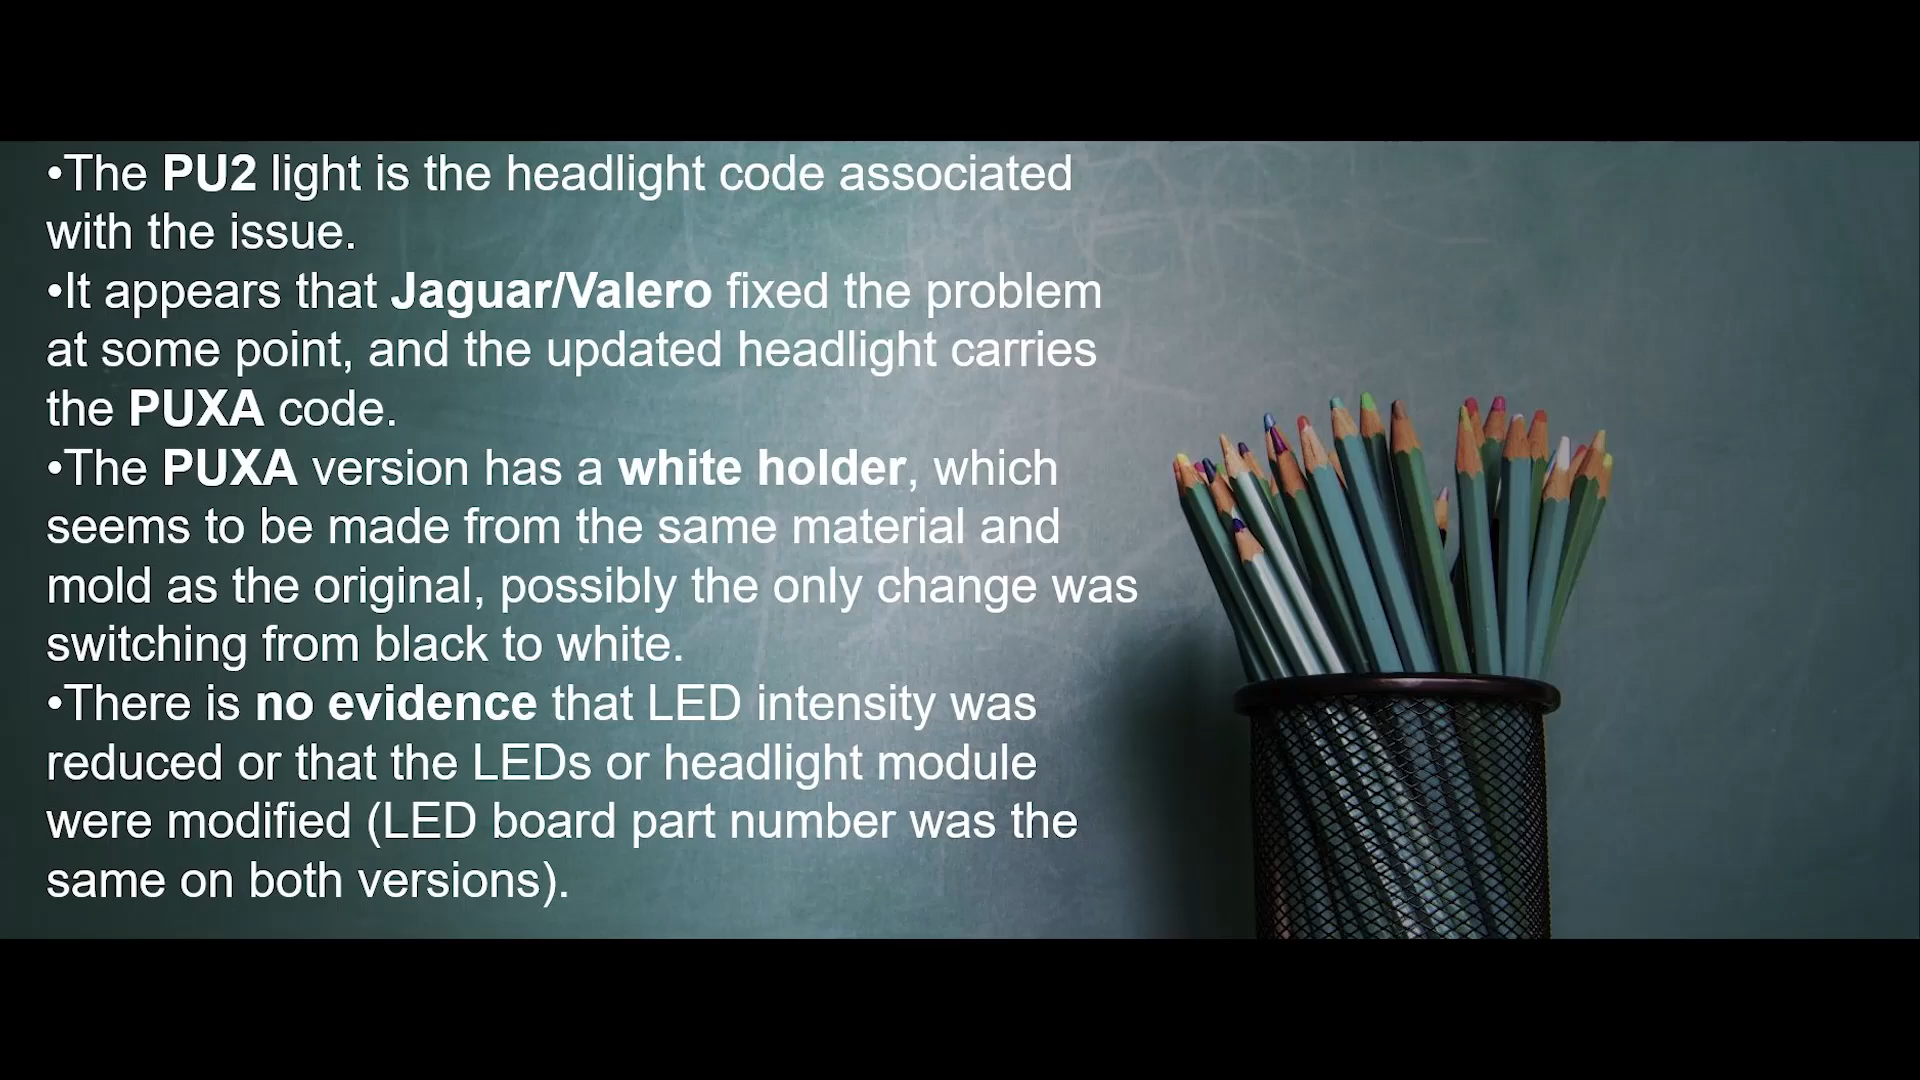 •The PU2 light is the headlight code associated
with the issue.
•It appears that Jaguar/Valero fixed the problem
at some point, and the updated headlight carries
the PUXA code.
•The PUXA version has a white holder, which
seems to be made from the same material and
mold as the original, possibly the only change was
switching from black to white.
•There is no evidence that LED intensity was
reduced or that the LEDs or headlight module
were modified (LED board part number was the
same on both versions).